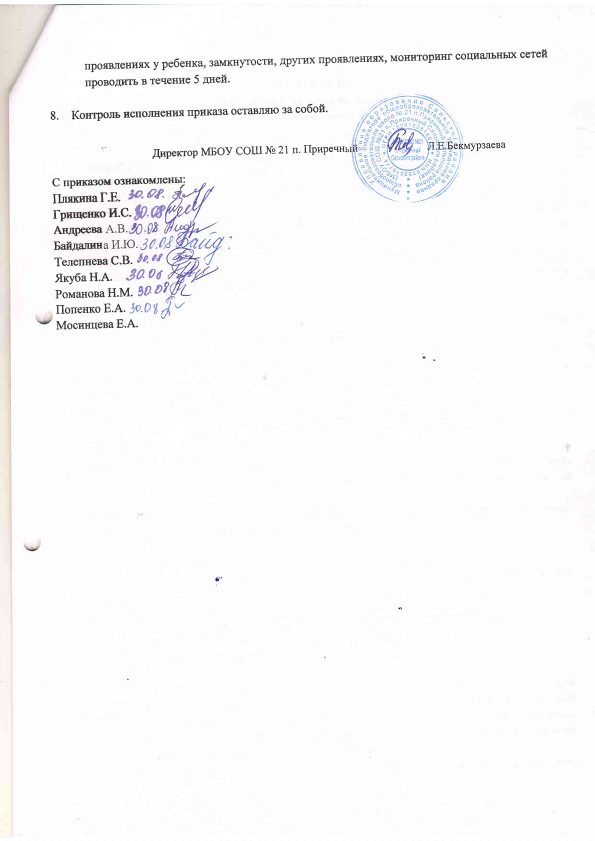 проявлениях у ребенка, замкнутости, других проявлениях, мониторинг социальных сетей
проводить в течение 5 дней.
8. Контроль исполнения приказа оставляю за собой.
Директор МБОУ СОШ № 21 п. Приречный Л.Е.Бекмурзаева
С приказом ознакомлены:
Плякина Г.Е. 30.08.
Грищенко И.С. 30.08
Андреева А.В. 30.08
Байдалина И.Ю. 30.08 Байд
Телепнева С.В. 30.08
Якуба Н.А. 30.08
Романова Н.М. 30.08
Попенко Е.А. 30.08
Мосинцева Е.А.